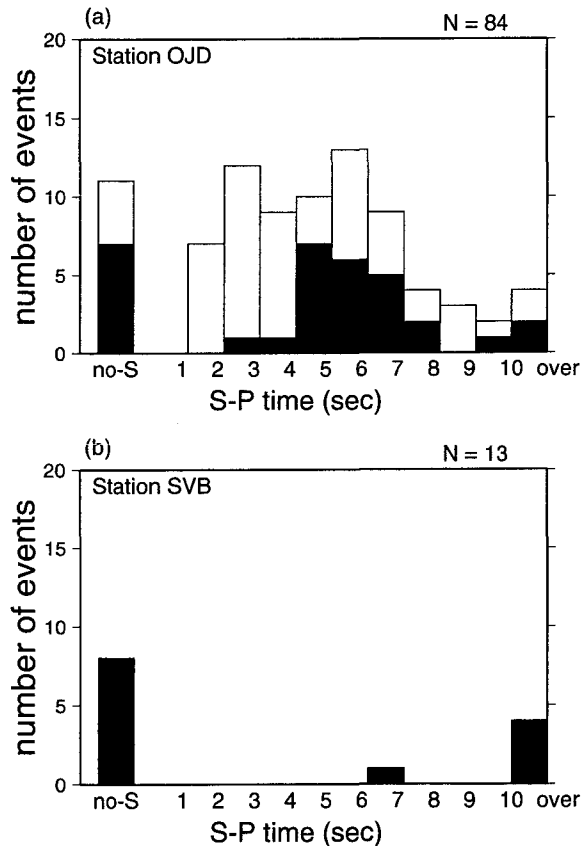 (a)
N = 84
Station OJD
number of events
20
15
10
5
0
no-S 1 2 3 4 5 6 7 8 9 10 over
S-P time (sec)
(b)
N = 13
Station SVB
number of events
20
15
10
5
0
no-S 1 2 3 4 5 6 7 8 9 10 over
S-P time (sec)